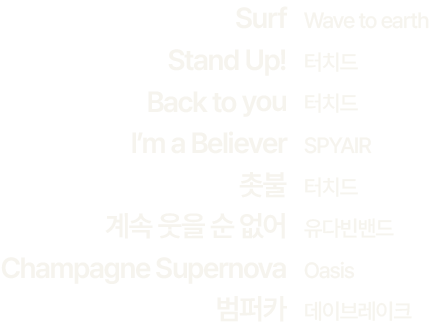 Surf Wave to earth
Stand Up! 터치드
Back to you 터치드
I'm a Believer SPYAIR
촛불 터치드
계속 웃을 순 없어 유다빈밴드
Champagne Supernova Oasis
범퍼카 데이브레이크